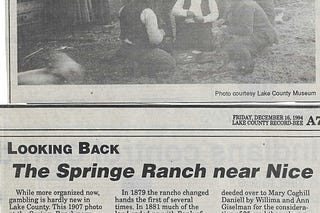 Photo courtesy Lake County Museum
FRIDAY, DECEMBER 16, 1994
LAKE COUNTY RECORD-BEE A7
LOOKING BACK
The Springe Ranch near Nice
While more organized now,
gambling is hardly new in
Lake County. This 1907 photo
In 1879 the rancho changed
hands the first of several
times. In 1881 much of the
deeded over to Mary Coghill
Daniell by Willima and Ann
Giselman for the considera-